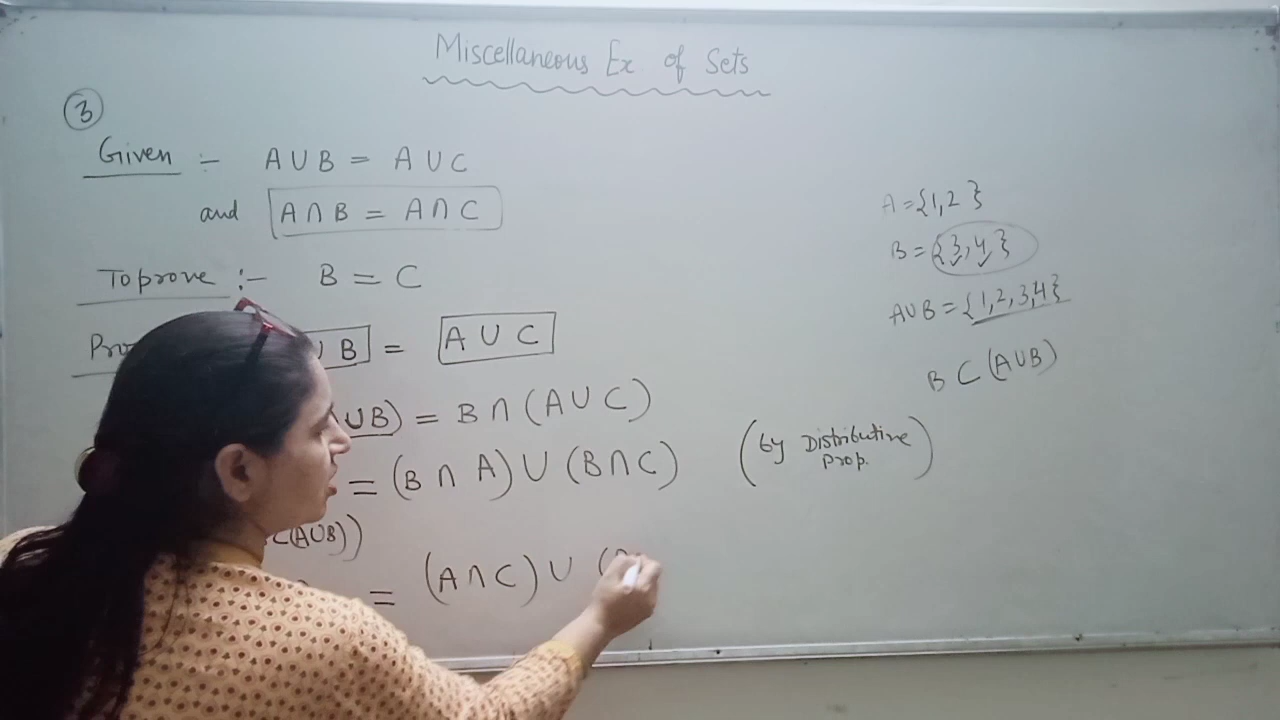 Miscellaneous Ex of Sets
③
Given :- A ∪ B = A ∪ C
and A ∩ B = A ∩ C
To prove :- B = C
∪ B = A ∪ C
∪ B) = B ∩ (A ∪ C)
= (B ∩ A) ∪ (B ∩ C) (by Distributive Prop.)
⊂(A∪B))
= (A ∩ C) ∪ (
A = {1,2}
B = {3,4}
A∪B = {1,2,3,4}
B ⊂ (A∪B)